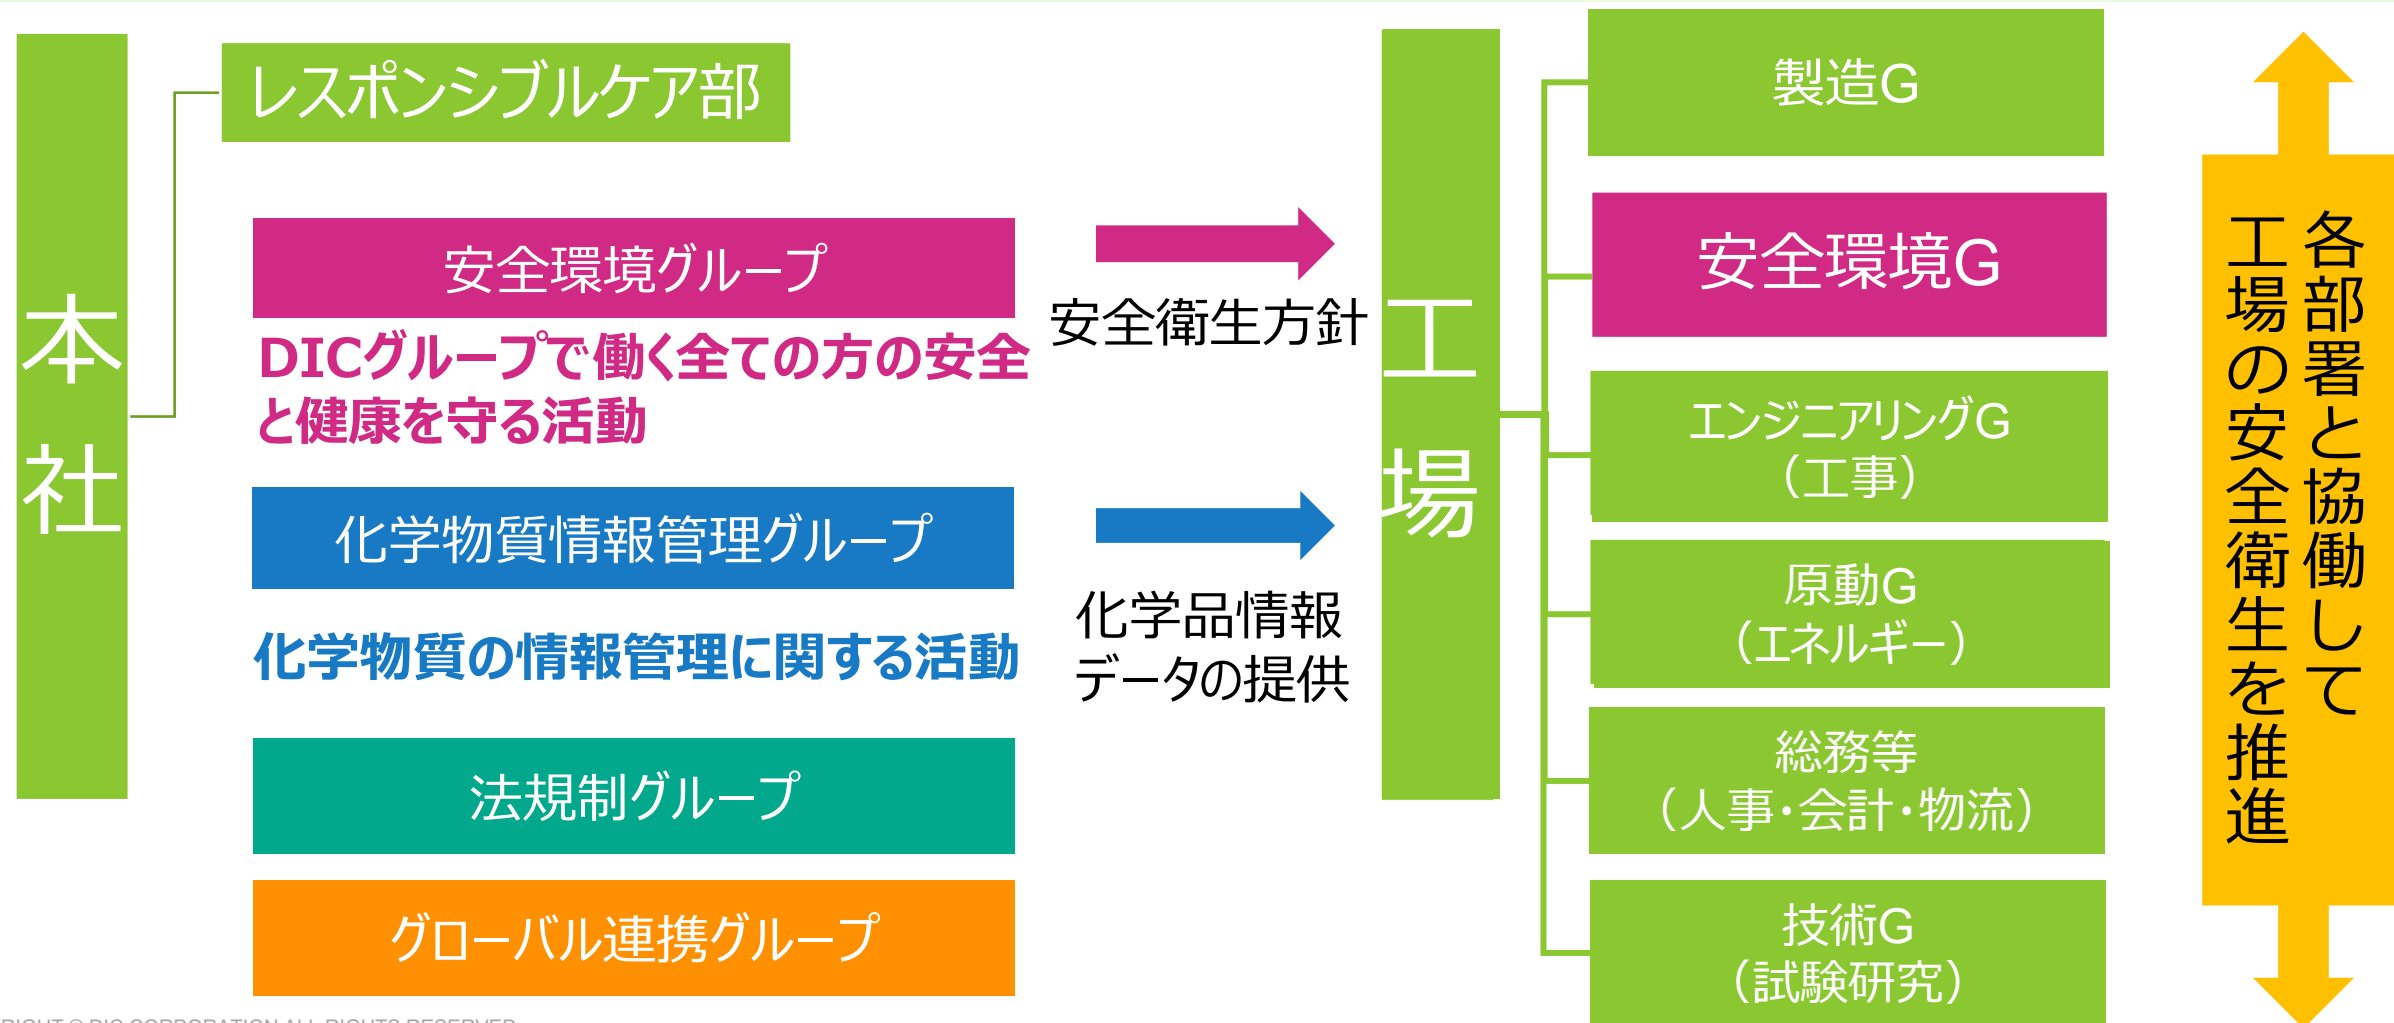 本社
レスポンシブルケア部
安全環境グループ
DICグループで働く全ての方の安全
と健康を守る活動
化学物質情報管理グループ
化学物質の情報管理に関する活動
法規制グループ
グローバル連携グループ
安全衛生方針
化学品情報
データの提供
工場
製造G
安全環境G
エンジニアリングG
（工事）
原動G
（エネルギー）
総務等
（人事・会計・物流）
技術G
（試験研究）
各部署と協働して
工場の安全衛生を推進
RIGHT © DIC CORPORATION ALL RIGHTS RESERVED